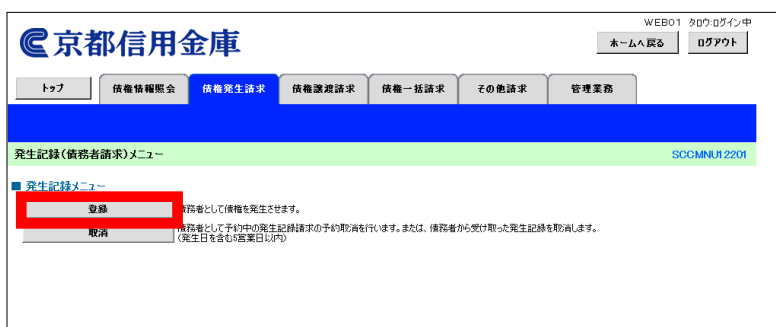 WEB01 タロウ:ログイン中
京都信用金庫
ホームへ戻る
ログアウト
トップ
債権情報照会
債権発生請求
債権譲渡請求
債権一括請求
その他請求
管理業務
発生記録(債務者請求)メニュー
SCCMNU12201
■ 発生記録メニュー
登録
債務者として債権を発生させます。
取消
債務者として予約中の発生記録請求の予約取消を行います。または、債務者から受け取った発生記録を取消します。
(発生日を含む5営業日以内)